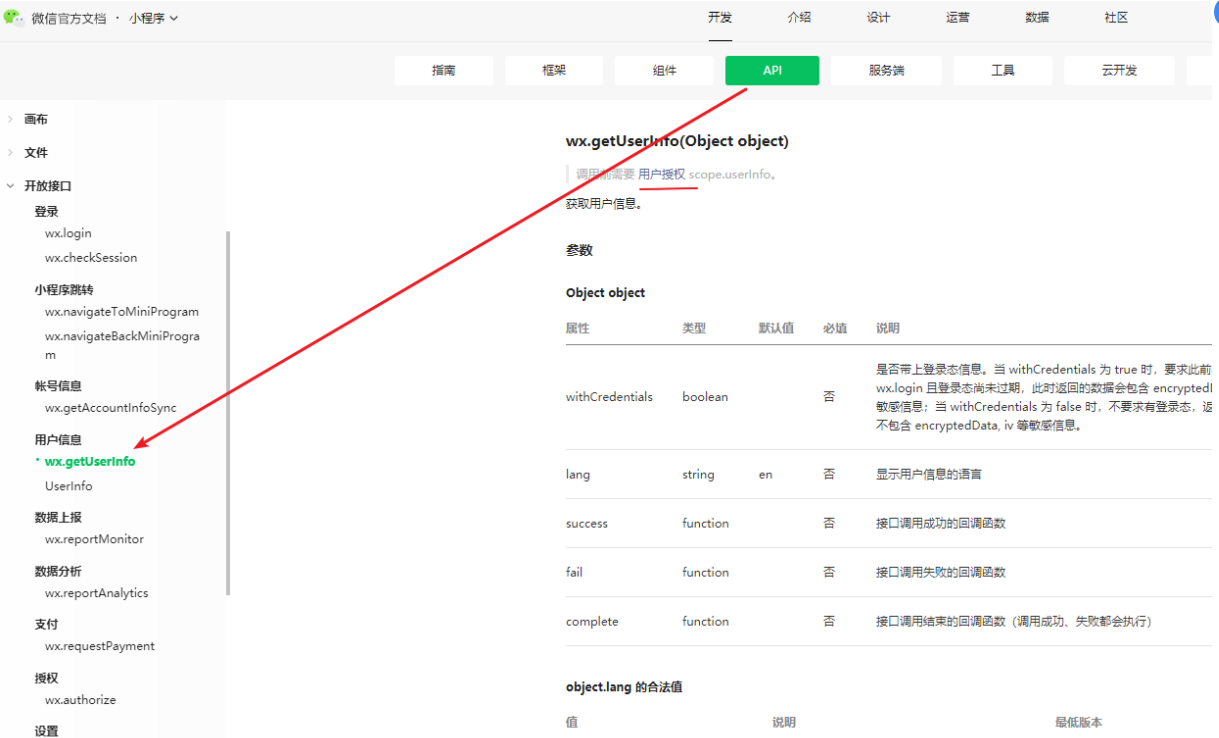 微信官方文档 · 小程序
开发 介绍 设计 运营 数据 社区
指南 框架 组件 API 服务端 工具 云开发
画布
文件
开放接口
登录
wx.login
wx.checkSession
小程序跳转
wx.navigateToMiniProgram
wx.navigateBackMiniProgra
m
帐号信息
wx.getAccountInfoSync
用户信息
wx.getUserInfo
UserInfo
数据上报
wx.reportMonitor
数据分析
wx.reportAnalytics
支付
wx.requestPayment
授权
wx.authorize
设置
wx.getUserInfo(Object object)
调用前需要 用户授权 scope.userInfo。
获取用户信息。
参数
Object object
属性 类型 默认值 必填 说明
withCredentials boolean 否 是否带上登录态信息。当 withCredentials 为 true 时，要求此前
wx.login 且登录态尚未过期，此时返回的数据会包含 encrypted
敏感信息；当 withCredentials 为 false 时，不要求有登录态，返
不包含 encryptedData, iv 等敏感信息。
lang string en 否 显示用户信息的语言
success function 否 接口调用成功的回调函数
fail function 否 接口调用失败的回调函数
complete function 否 接口调用结束的回调函数（调用成功、失败都会执行）
object.lang 的合法值
值 说明 最低版本